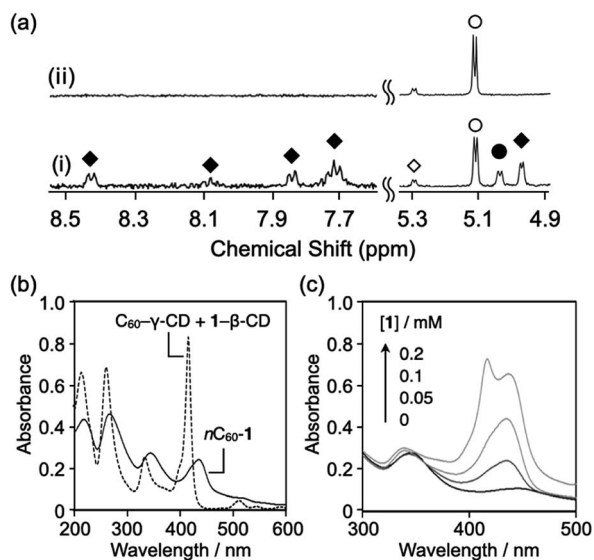 (a)
(ii)
(i)
8.5 8.3 8.1 7.9 7.7 5.3 5.1 4.9
Chemical Shift (ppm)
(b)
1.0
0.8
0.6
0.4
0.2
0
C₆₀–γ-CD + 1–β-CD
nC₆₀-1
Absorbance
200 300 400 500 600
Wavelength / nm
(c)
1.0
0.8
0.6
0.4
0.2
0
[1] / mM
0.2
0.1
0.05
0
Absorbance
300 400 500
Wavelength / nm